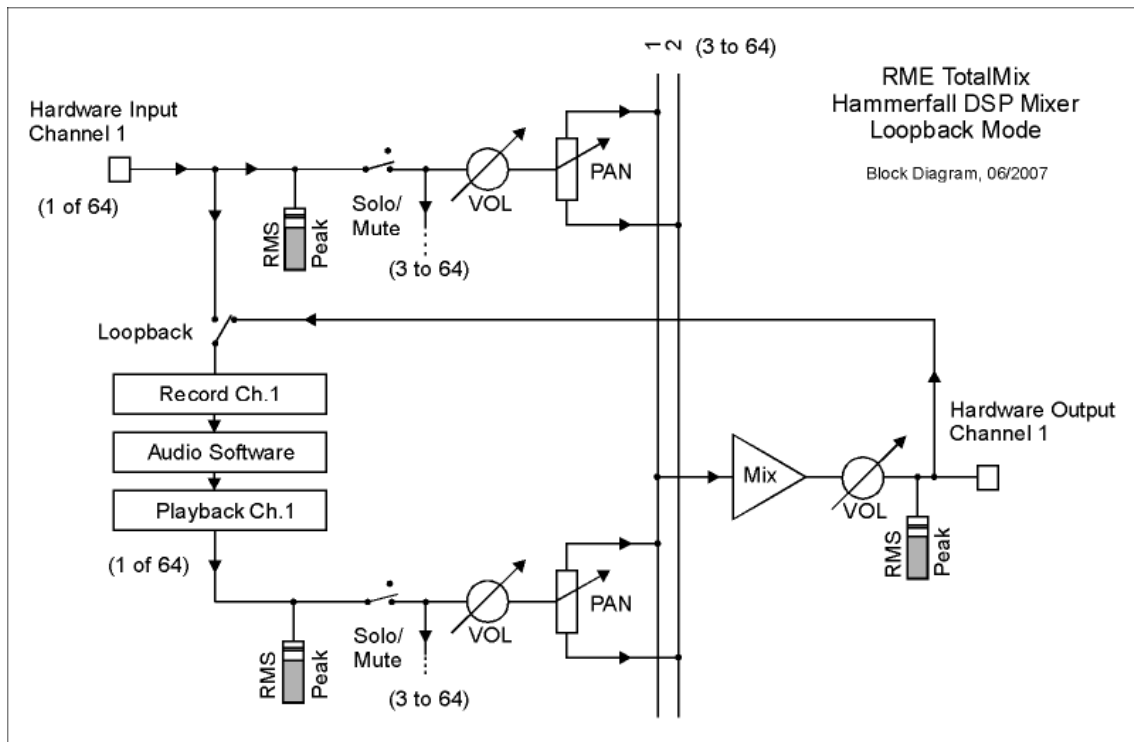 1
2
(3 to 64)
RME TotalMix
Hammerfall DSP Mixer
Loopback Mode
Block Diagram, 06/2007
Hardware Input
Channel 1
(1 of 64)
RMS
Peak
Solo/
Mute
(3 to 64)
VOL
PAN
Loopback
Record Ch.1
Audio Software
Playback Ch.1
(1 of 64)
RMS
Peak
Solo/
Mute
(3 to 64)
VOL
PAN
Mix
VOL
Hardware Output
Channel 1
RMS
Peak